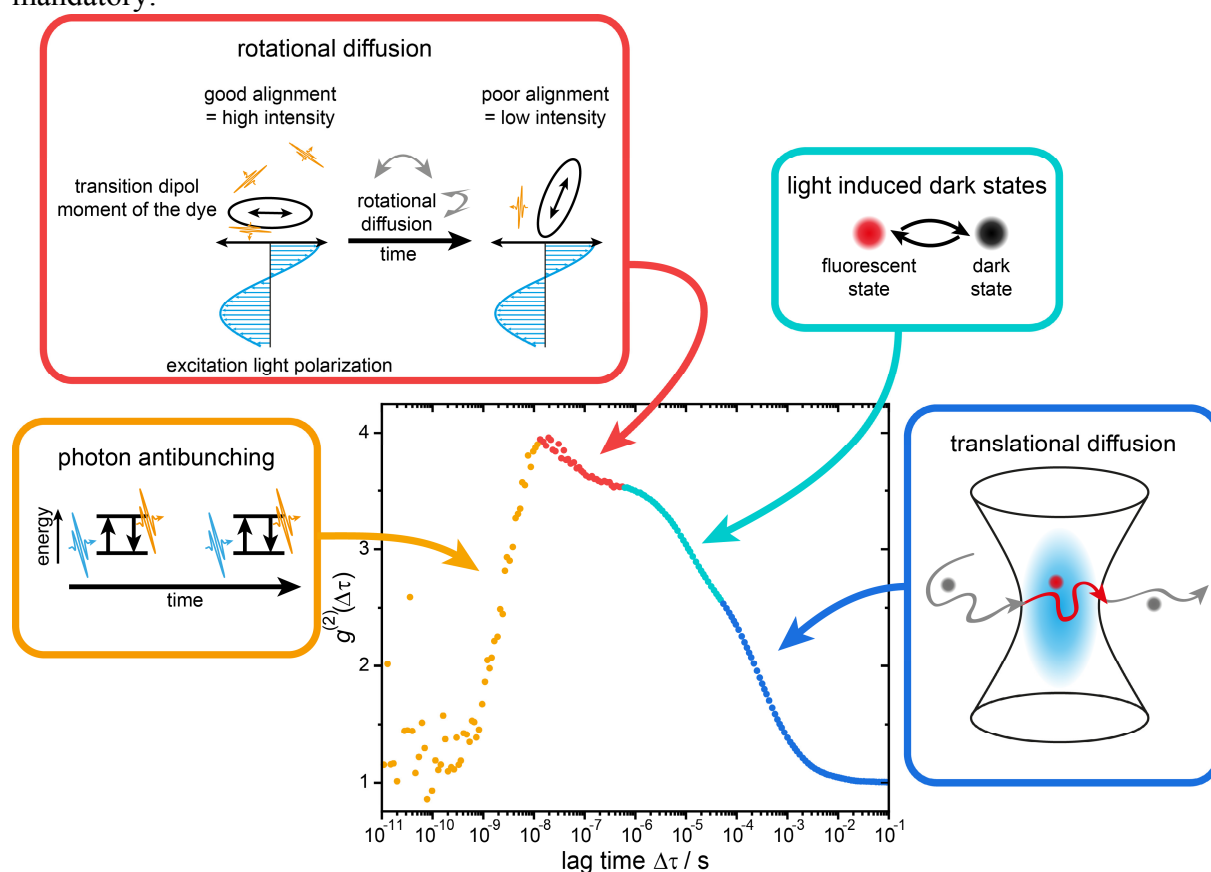 mandatory.
rotational diffusion
good alignment
= high intensity
poor alignment
= low intensity
transition dipol
moment of the dye
rotational
diffusion
time
excitation light polarization
light induced dark states
fluorescent
state
dark
state
photon antibunching
energy
time
translational diffusion
g(2)(Δτ)
4
3
2
1
10-11 10-10 10-9 10-8 10-7 10-6 10-5 10-4 10-3 10-2 10-1
lag time Δτ / s